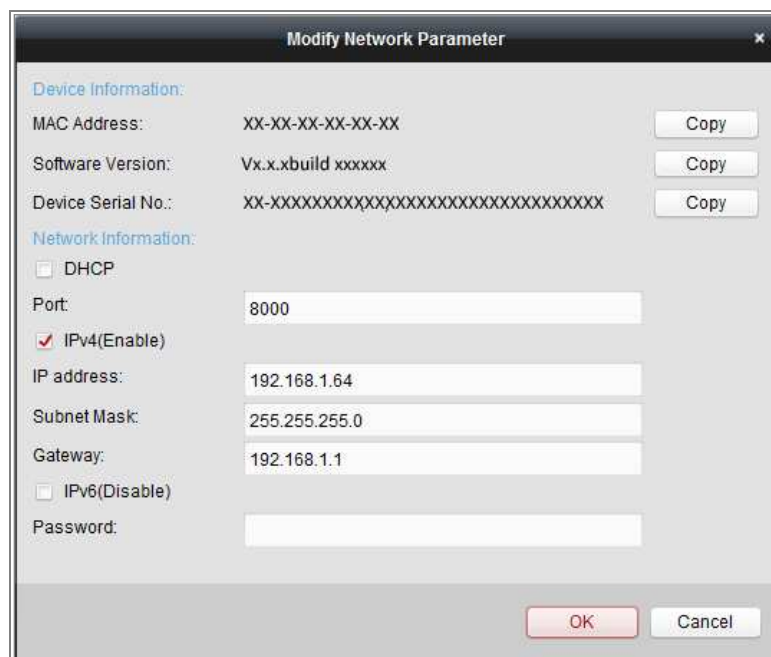 Modify Network Parameter ×
Device Information:
MAC Address: XX-XX-XX-XX-XX-XX Copy
Software Version: Vx.x.xbuild xxxxxx Copy
Device Serial No.: XX-XXXXXXXXXXXXXXXXXXXXXXXXXXXXXXX Copy
Network Information:
DHCP
Port: 8000
IPv4(Enable)
IP address: 192.168.1.64
Subnet Mask: 255.255.255.0
Gateway: 192.168.1.1
IPv6(Disable)
Password:
OK Cancel